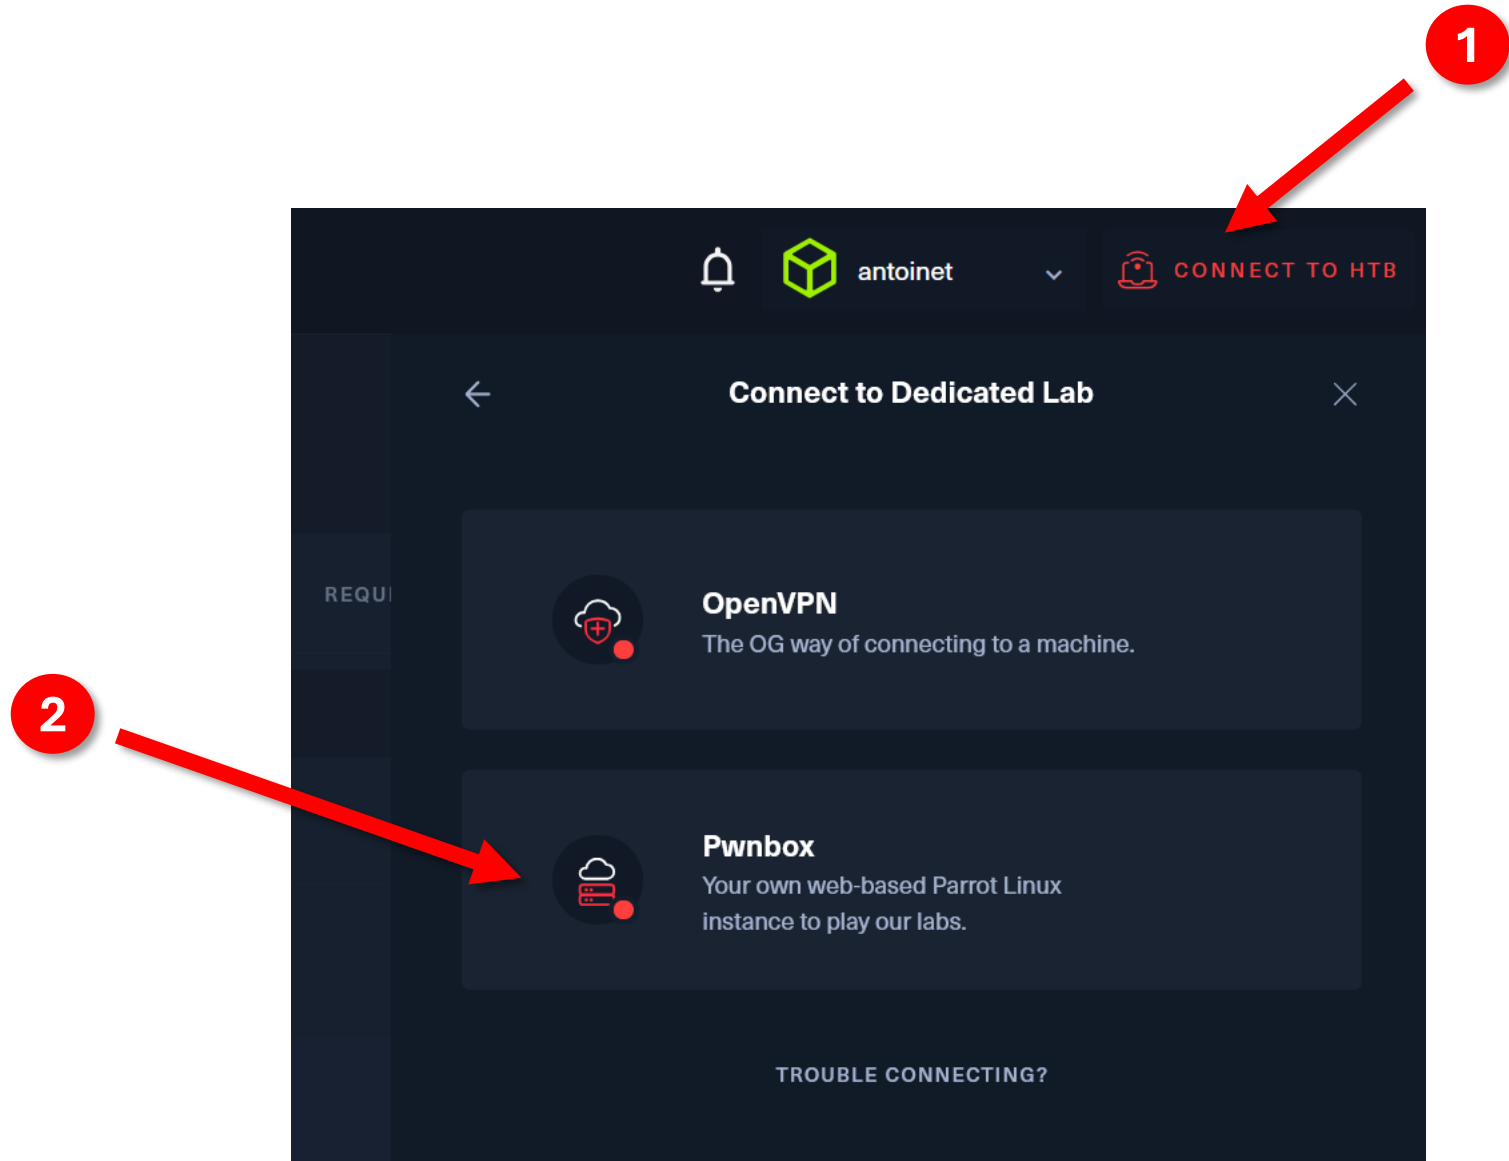 1
antoinet
CONNECT TO HTB
Connect to Dedicated Lab
OpenVPN
The OG way of connecting to a machine.
REQUI
2
Pwnbox
Your own web-based Parrot Linux
instance to play our labs.
TROUBLE CONNECTING?